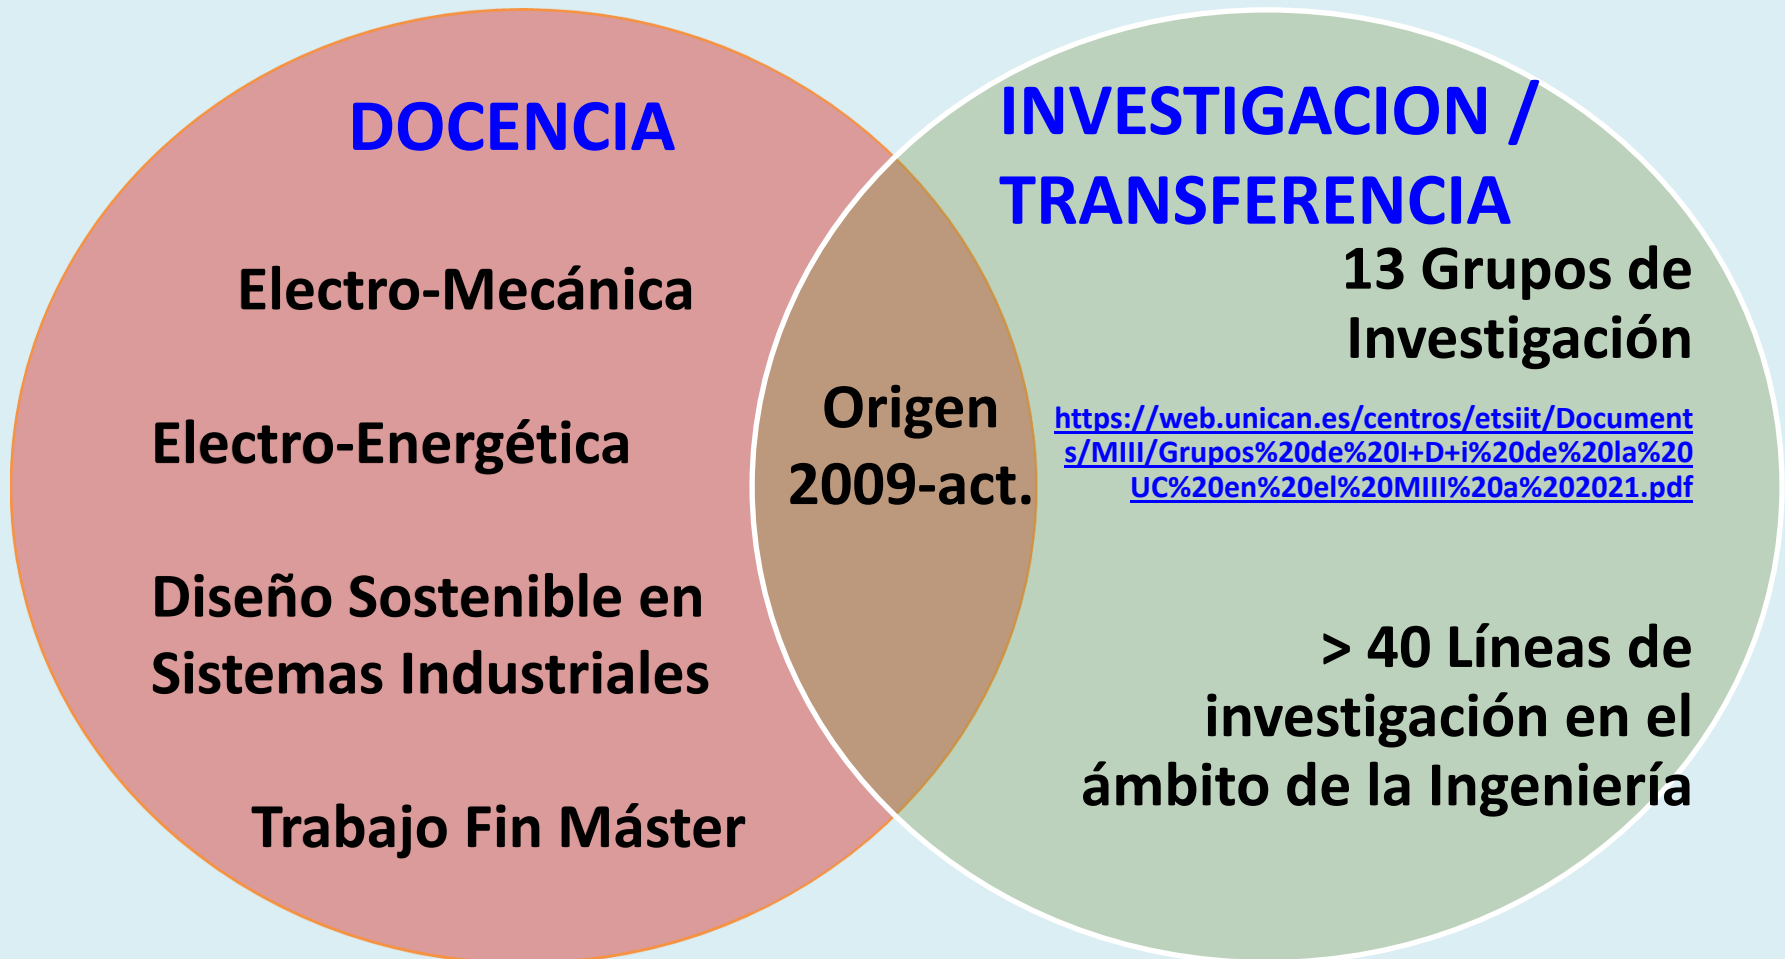 DOCENCIA
Electro-Mecánica
Electro-Energética
Diseño Sostenible en
Sistemas Industriales
Trabajo Fin Máster
Origen
2009-act.
INVESTIGACION /
TRANSFERENCIA
13 Grupos de
Investigación
https://web.unican.es/centros/etsiit/Document
s/MIII/Grupos%20de%20I+D+i%20de%20la%20
UC%20en%20el%20MIII%20a%202021.pdf
> 40 Líneas de
investigación en el
ámbito de la Ingeniería